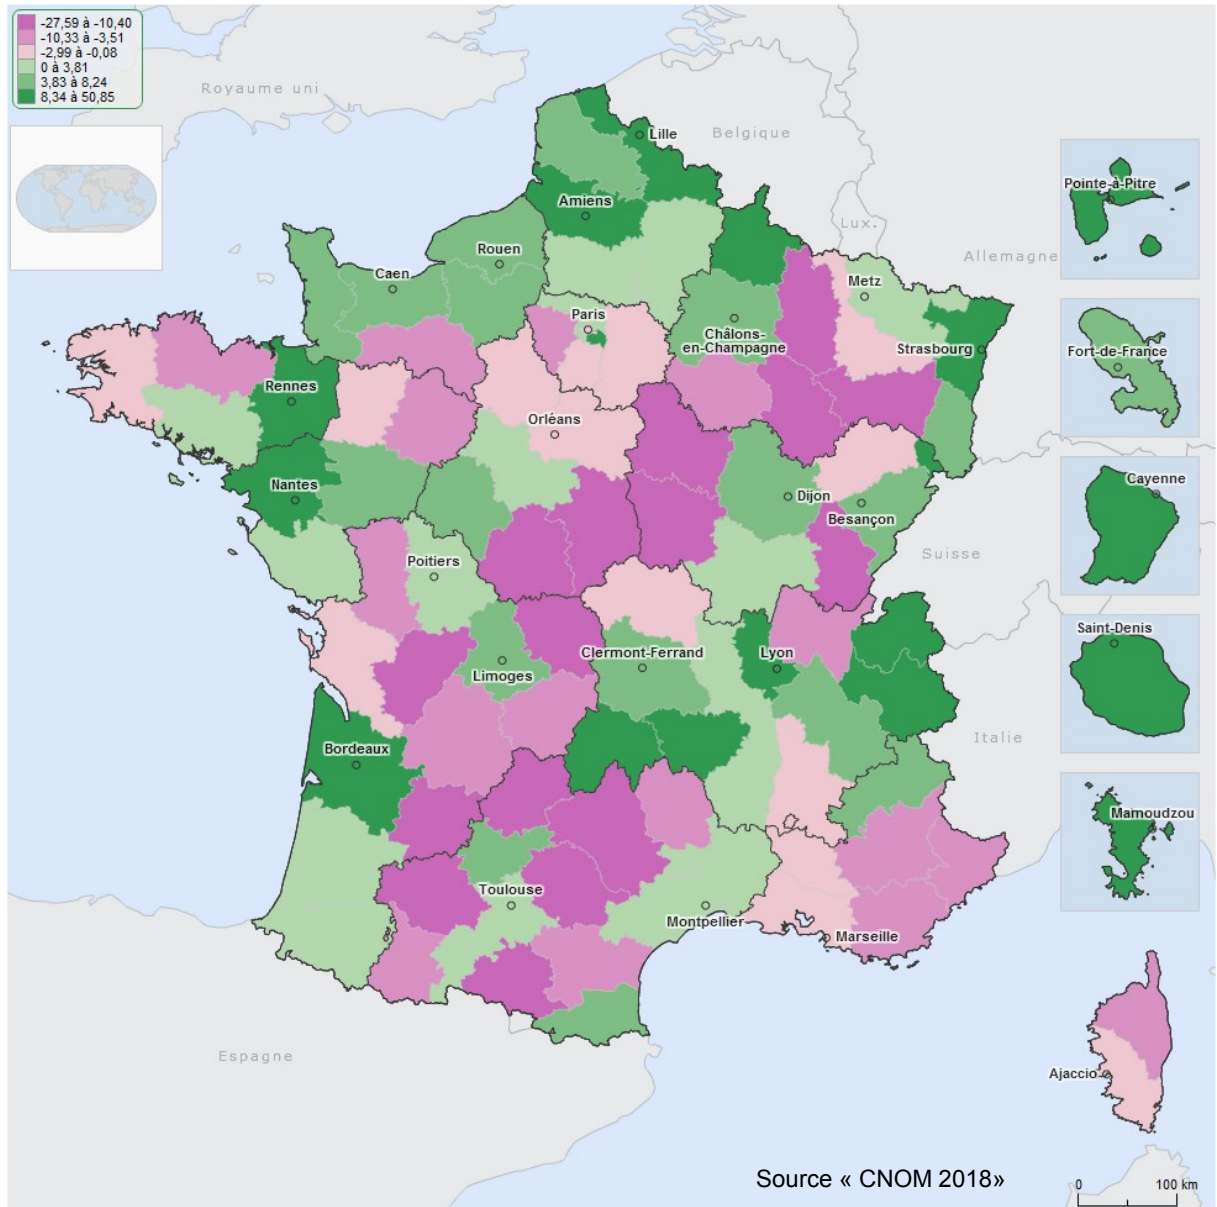 -27,59 à -10,40
-10,33 à -3,51
-2,99 à -0,08
0 à 3,81
3,83 à 8,24
8,34 à 50,85
Royaume uni
Belgique
Lux.
Allemagne
Suisse
Italie
Espagne
Lille
Amiens
Rouen
Caen
Metz
Paris
Châlons-
en-Champagne
Strasbourg
Rennes
Orléans
Nantes
Dijon
Besançon
Poitiers
Limoges
Clermont-Ferrand
Lyon
Bordeaux
Toulouse
Montpellier
Marseille
Ajaccio
Pointe-à-Pitre
Fort-de-France
Cayenne
Saint-Denis
Mamoudzou
Source « CNOM 2018»
0 100 km